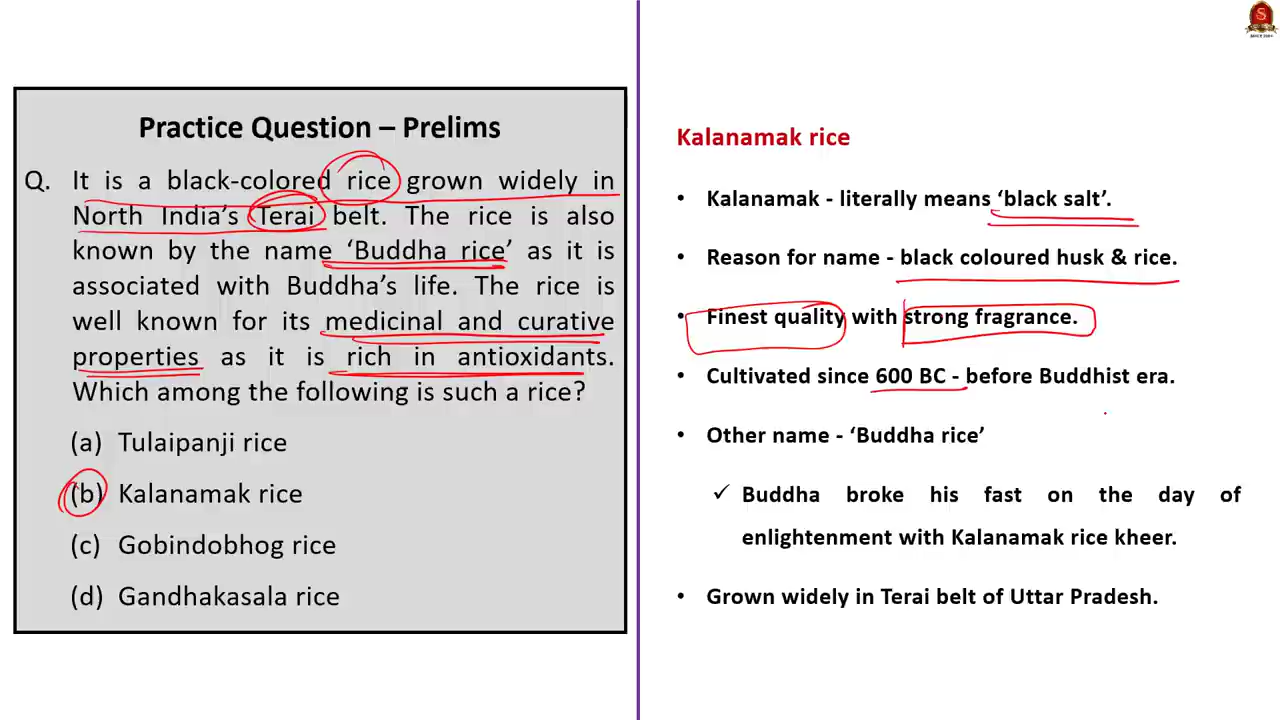 Practice Question – Prelims
Q. It is a black-colored rice grown widely in
North India’s Terai belt. The rice is also
known by the name ‘Buddha rice’ as it is
associated with Buddha’s life. The rice is
well known for its medicinal and curative
properties as it is rich in antioxidants.
Which among the following is such a rice?
(a) Tulaipanji rice
(b) Kalanamak rice
(c) Gobindobhog rice
(d) Gandhakasala rice
Kalanamak rice
• Kalanamak - literally means ‘black salt’.
• Reason for name - black coloured husk & rice.
• Finest quality with strong fragrance.
• Cultivated since 600 BC - before Buddhist era.
• Other name - ‘Buddha rice’
✓ Buddha broke his fast on the day of
enlightenment with Kalanamak rice kheer.
• Grown widely in Terai belt of Uttar Pradesh.